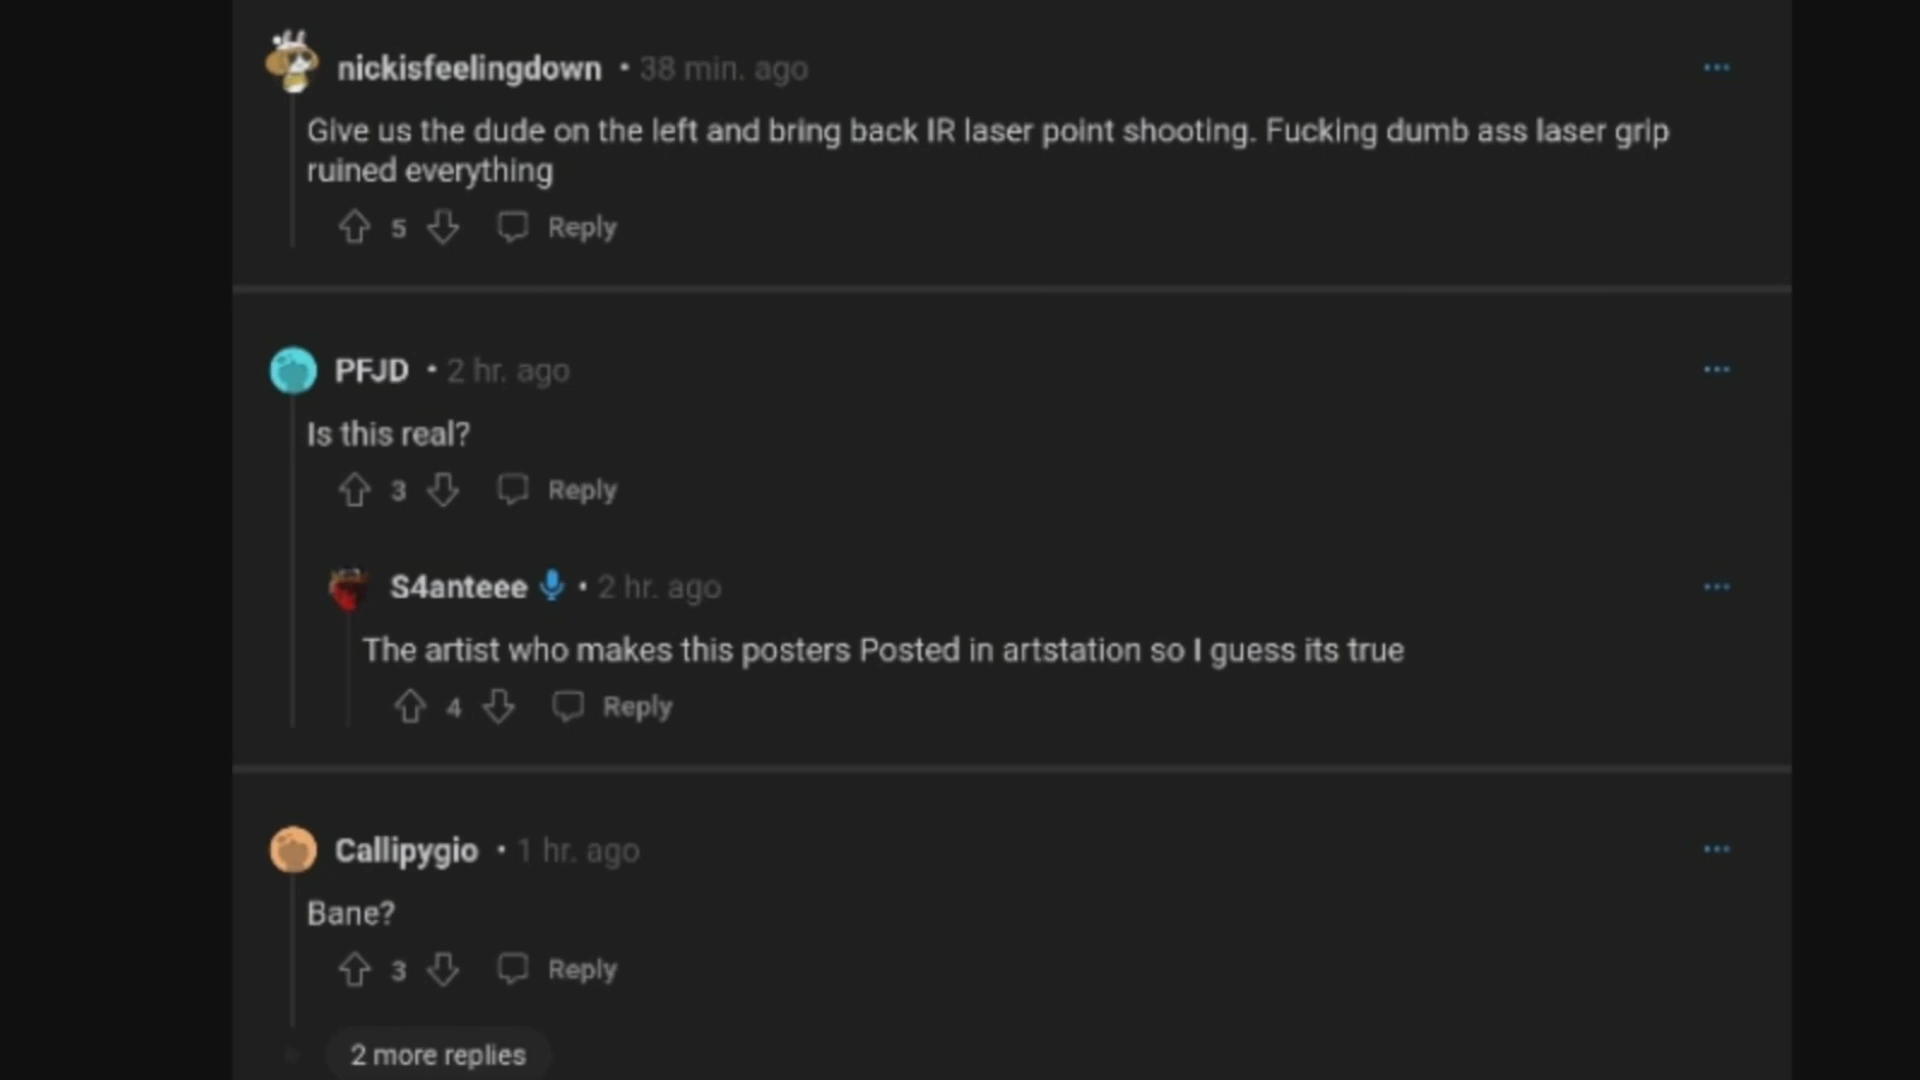 nickisfeelingdown • 38 min. ago
Give us the dude on the left and bring back IR laser point shooting. Fucking dumb ass laser grip
ruined everything
5 Reply
PFJD • 2 hr. ago
Is this real?
3 Reply
S4anteee • 2 hr. ago
The artist who makes this posters Posted in artstation so I guess its true
4 Reply
Callipygio • 1 hr. ago
Bane?
3 Reply
2 more replies